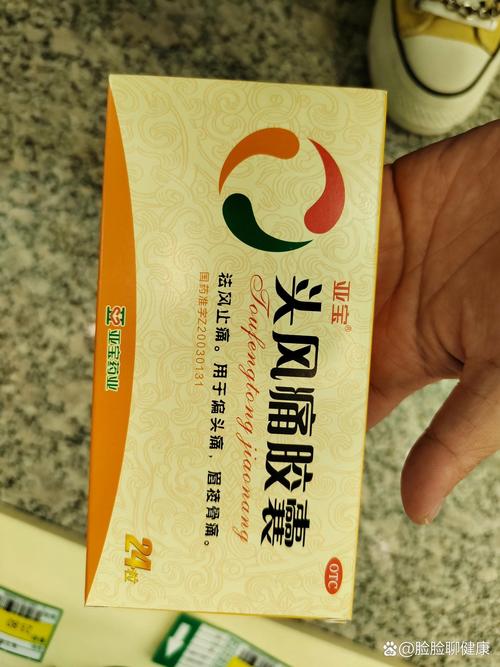 亚宝®
头风痛胶囊
Toufengtong jiaonang
祛风止痛。用于偏头痛，眉棱骨痛。
国药准字Z20030131
24粒
OTC
亚宝药业
@脸脸聊健康